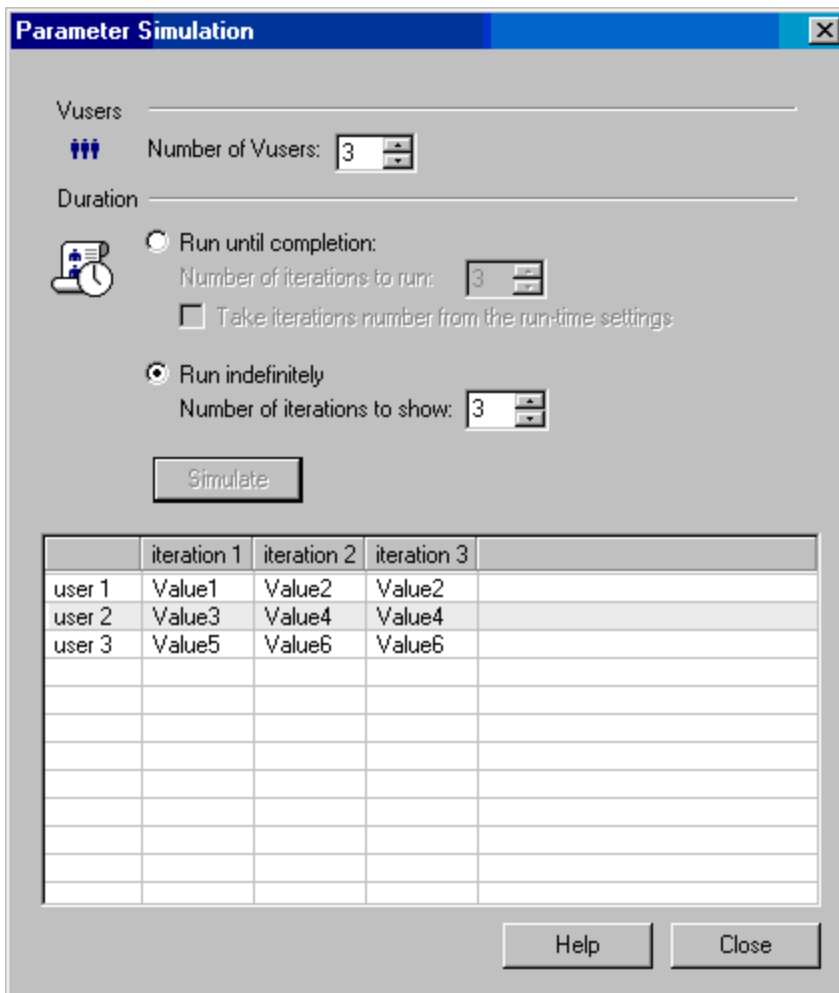 Parameter Simulation
Vusers
Number of Vusers: 3
Duration
Run until completion:
Number of iterations to run: 3
Take iterations number from the run-time settings
Run indefinitely
Number of iterations to show: 3
Simulate
iteration 1 iteration 2 iteration 3
user 1 Value1 Value2 Value2
user 2 Value3 Value4 Value4
user 3 Value5 Value6 Value6
Help Close